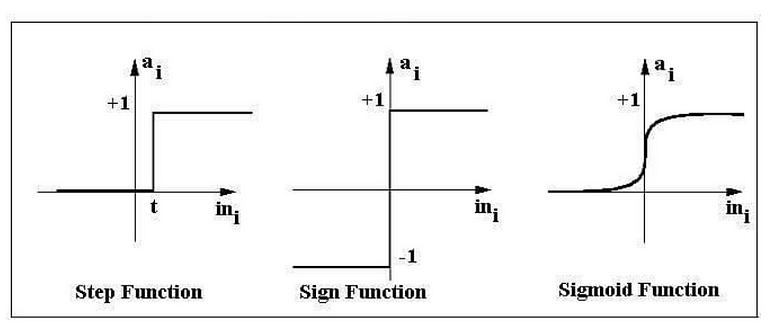 a i
+1
t
in i
Step Function
a i
+1
in i
-1
Sign Function
a i
+1
in i
Sigmoid Function